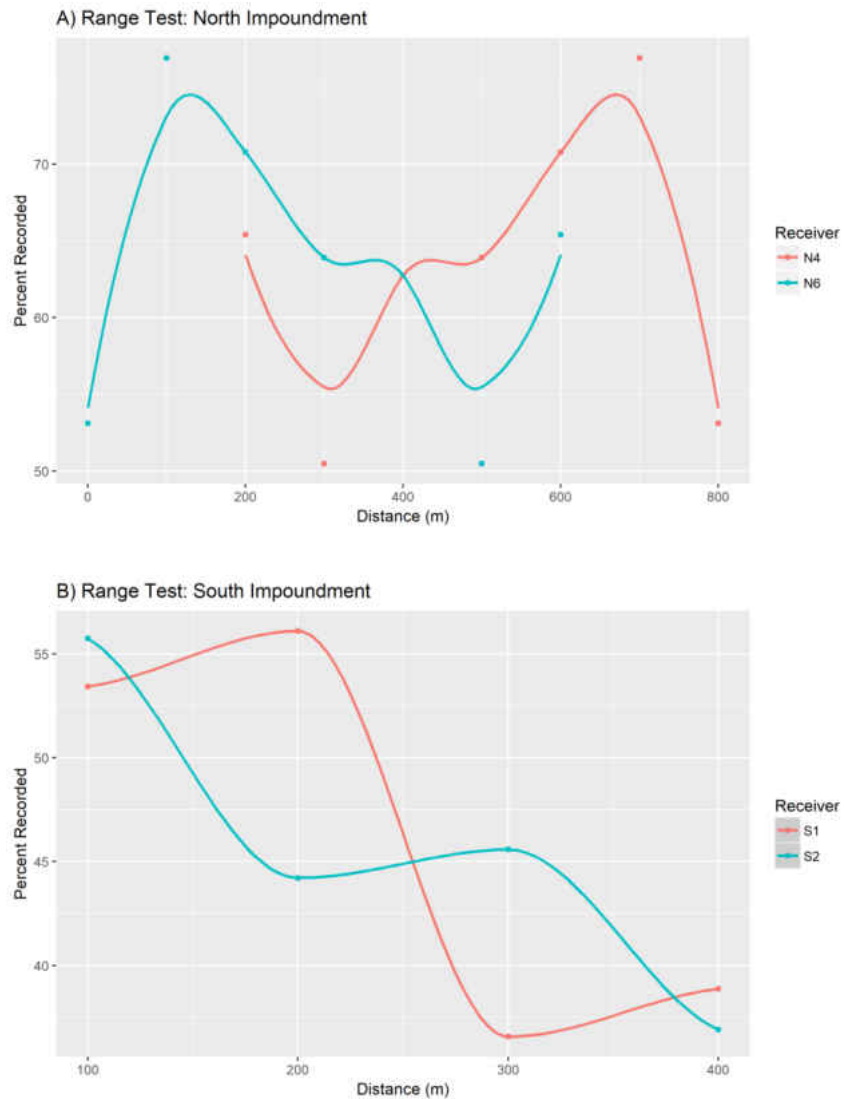 A) Range Test: North Impoundment
Percent Recorded
70
60
50
0 200 400 600 800
Distance (m)
Receiver
N4
N6
B) Range Test: South Impoundment
Percent Recorded
55
50
45
40
100 200 300 400
Distance (m)
Receiver
S1
S2